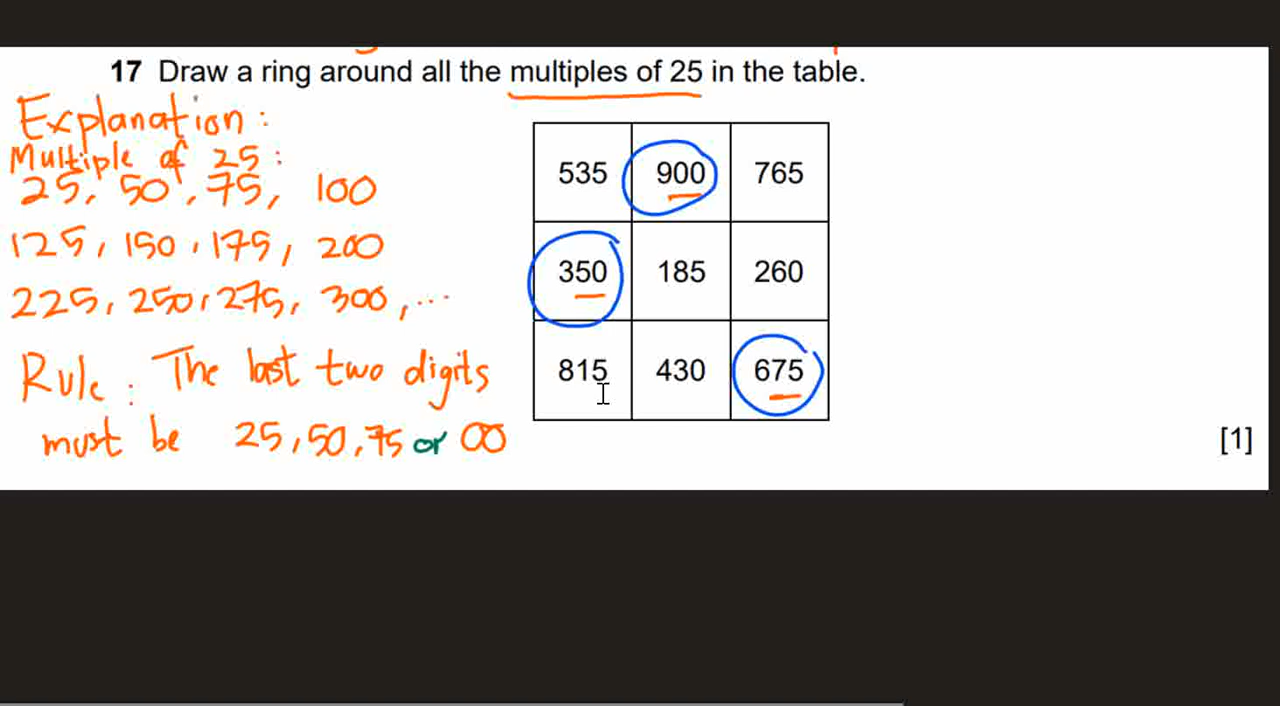 17 Draw a ring around all the multiples of 25 in the table.
Explanation:
Multiple of 25:
25, 50, 75, 100
125, 150, 175, 200
225, 250, 275, 300, ...
Rule: The last two digits
must be 25, 50, 75 or 00
535 900 765
350 185 260
815 430 675
[1]